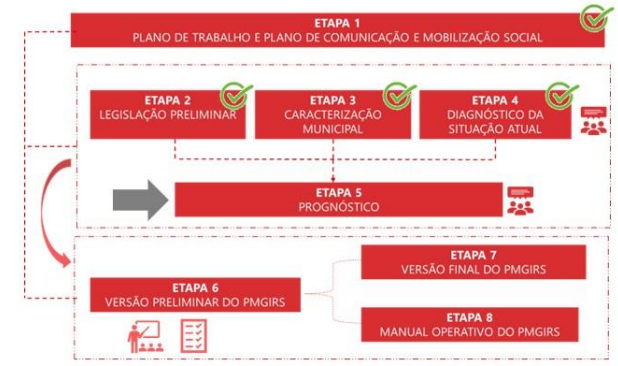 ETAPA 1
PLANO DE TRABALHO E PLANO DE COMUNICAÇÃO E MOBILIZAÇÃO SOCIAL
ETAPA 2
LEGISLAÇÃO PRELIMINAR
ETAPA 3
CARACTERIZAÇÃO
MUNICIPAL
ETAPA 4
DIAGNÓSTICO DA
SITUAÇÃO ATUAL
ETAPA 5
PROGNÓSTICO
ETAPA 6
VERSÃO PRELIMINAR DO PMGIRS
ETAPA 7
VERSÃO FINAL DO PMGIRS
ETAPA 8
MANUAL OPERATIVO DO PMGIRS